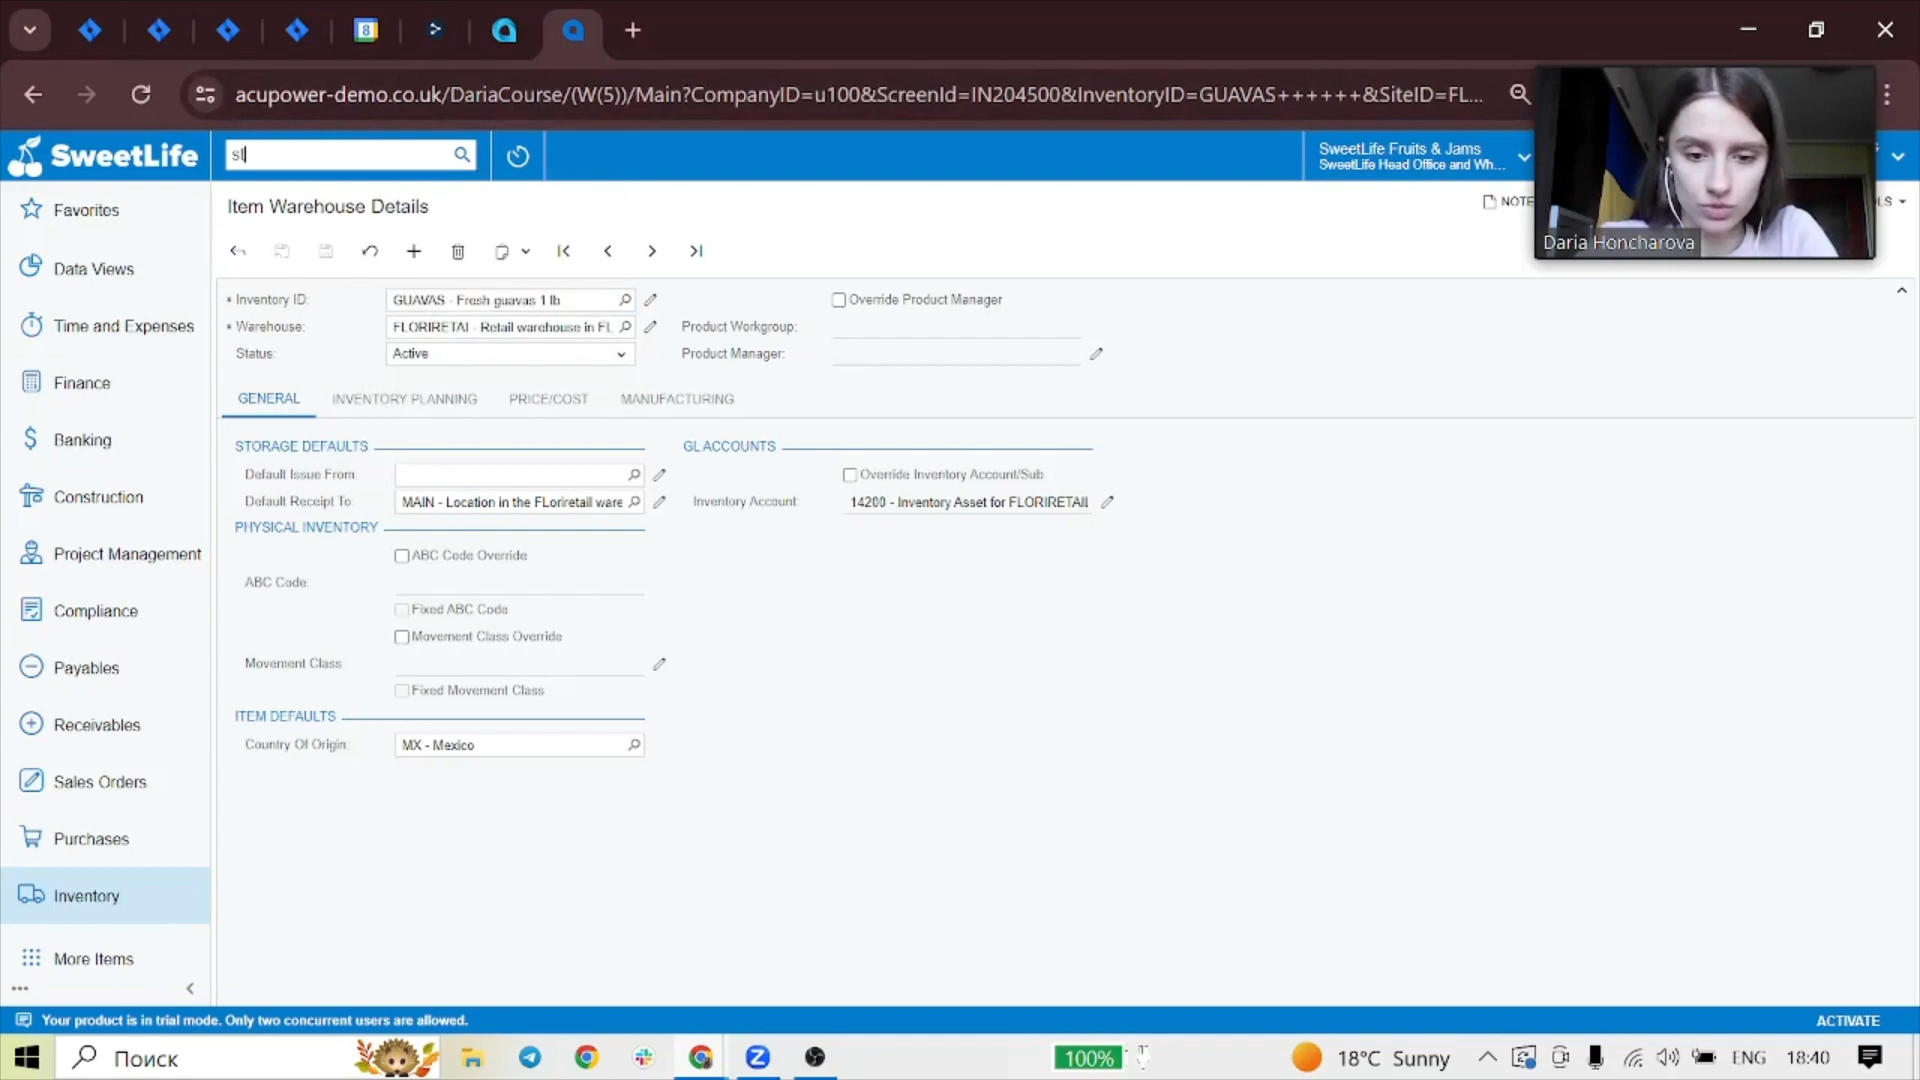 8
acupower-demo.co.uk/DariaCourse/(W(5))/Main?CompanyID=u100&ScreenId=IN204500&InventoryID=GUAVAS++++++&SiteID=FL...
SweetLife
st
SweetLife Fruits & Jams
SweetLife Head Office and Wh...
Favorites
Data Views
Time and Expenses
Finance
Banking
Construction
Project Management
Compliance
Payables
Receivables
Sales Orders
Purchases
Inventory
More Items
Item Warehouse Details
NOTE
LS
Daria Honcharova
* Inventory ID: GUAVAS - Fresh guavas 1 lb
Override Product Manager
* Warehouse: FLORIRETAI - Retail warehouse in FL
Product Workgroup:
Status: Active
Product Manager:
GENERAL INVENTORY PLANNING PRICE/COST MANUFACTURING
STORAGE DEFAULTS
GL ACCOUNTS
Default Issue From:
Override Inventory Account/Sub
Default Receipt To: MAIN - Location in the FLoriretail ware
Inventory Account: 14200 - Inventory Asset for FLORIRETAIL
PHYSICAL INVENTORY
ABC Code Override
ABC Code:
Fixed ABC Code
Movement Class Override
Movement Class
Fixed Movement Class
ITEM DEFAULTS
Country Of Origin: MX - Mexico
Your product is in trial mode. Only two concurrent users are allowed.
ACTIVATE
Поиск
100%
18°C Sunny
ENG
18:40